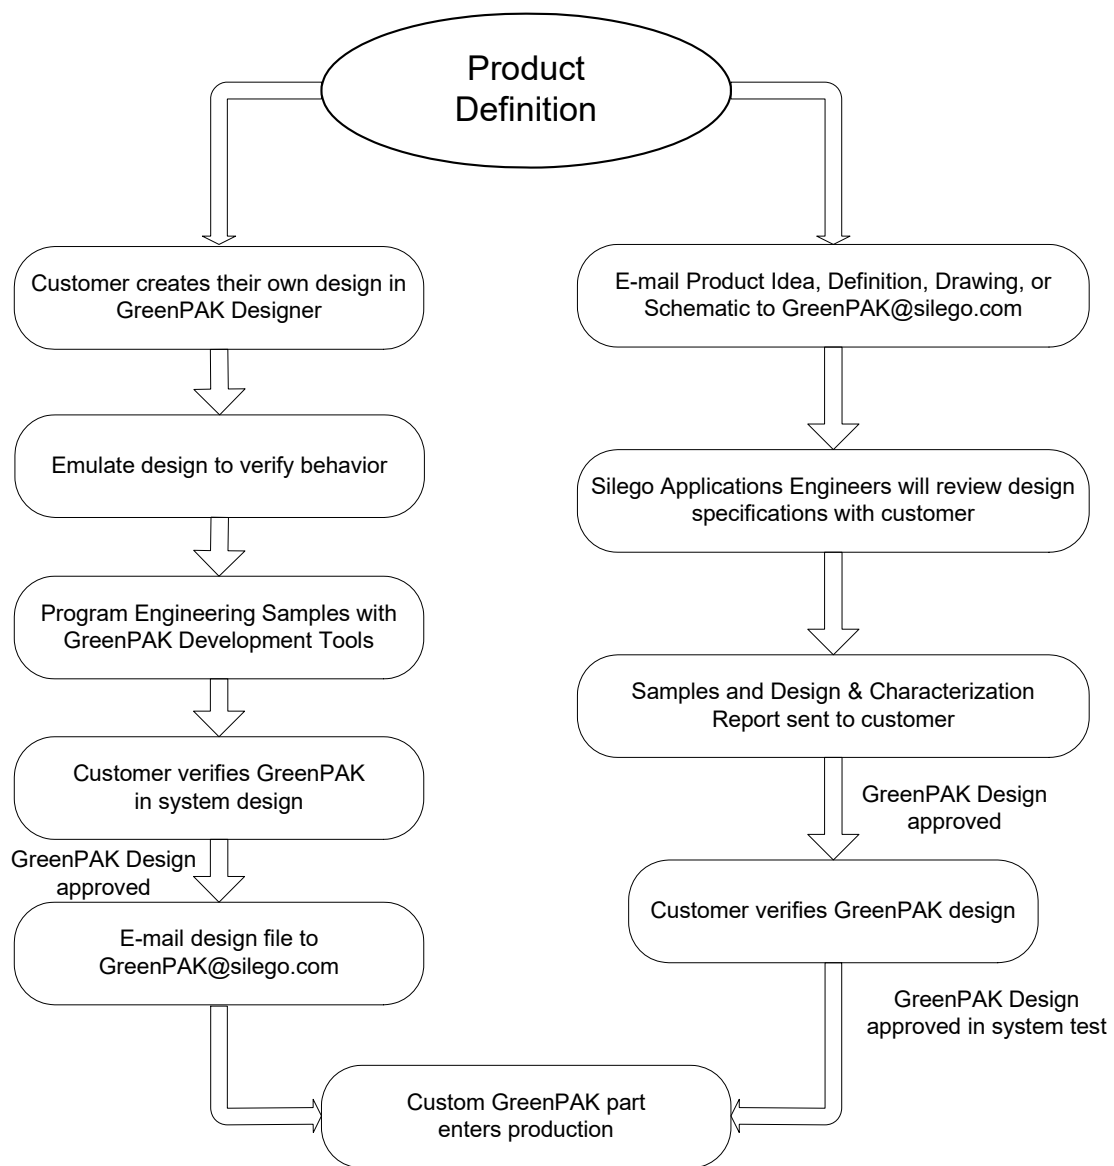 Product
Definition
Customer creates their own design in
GreenPAK Designer
Emulate design to verify behavior
Program Engineering Samples with
GreenPAK Development Tools
Customer verifies GreenPAK
in system design
GreenPAK Design
approved
E-mail design file to
GreenPAK@silego.com
E-mail Product Idea, Definition, Drawing, or
Schematic to GreenPAK@silego.com
Silego Applications Engineers will review design
specifications with customer
Samples and Design & Characterization
Report sent to customer
GreenPAK Design
approved
Customer verifies GreenPAK design
GreenPAK Design
approved in system test
Custom GreenPAK part
enters production